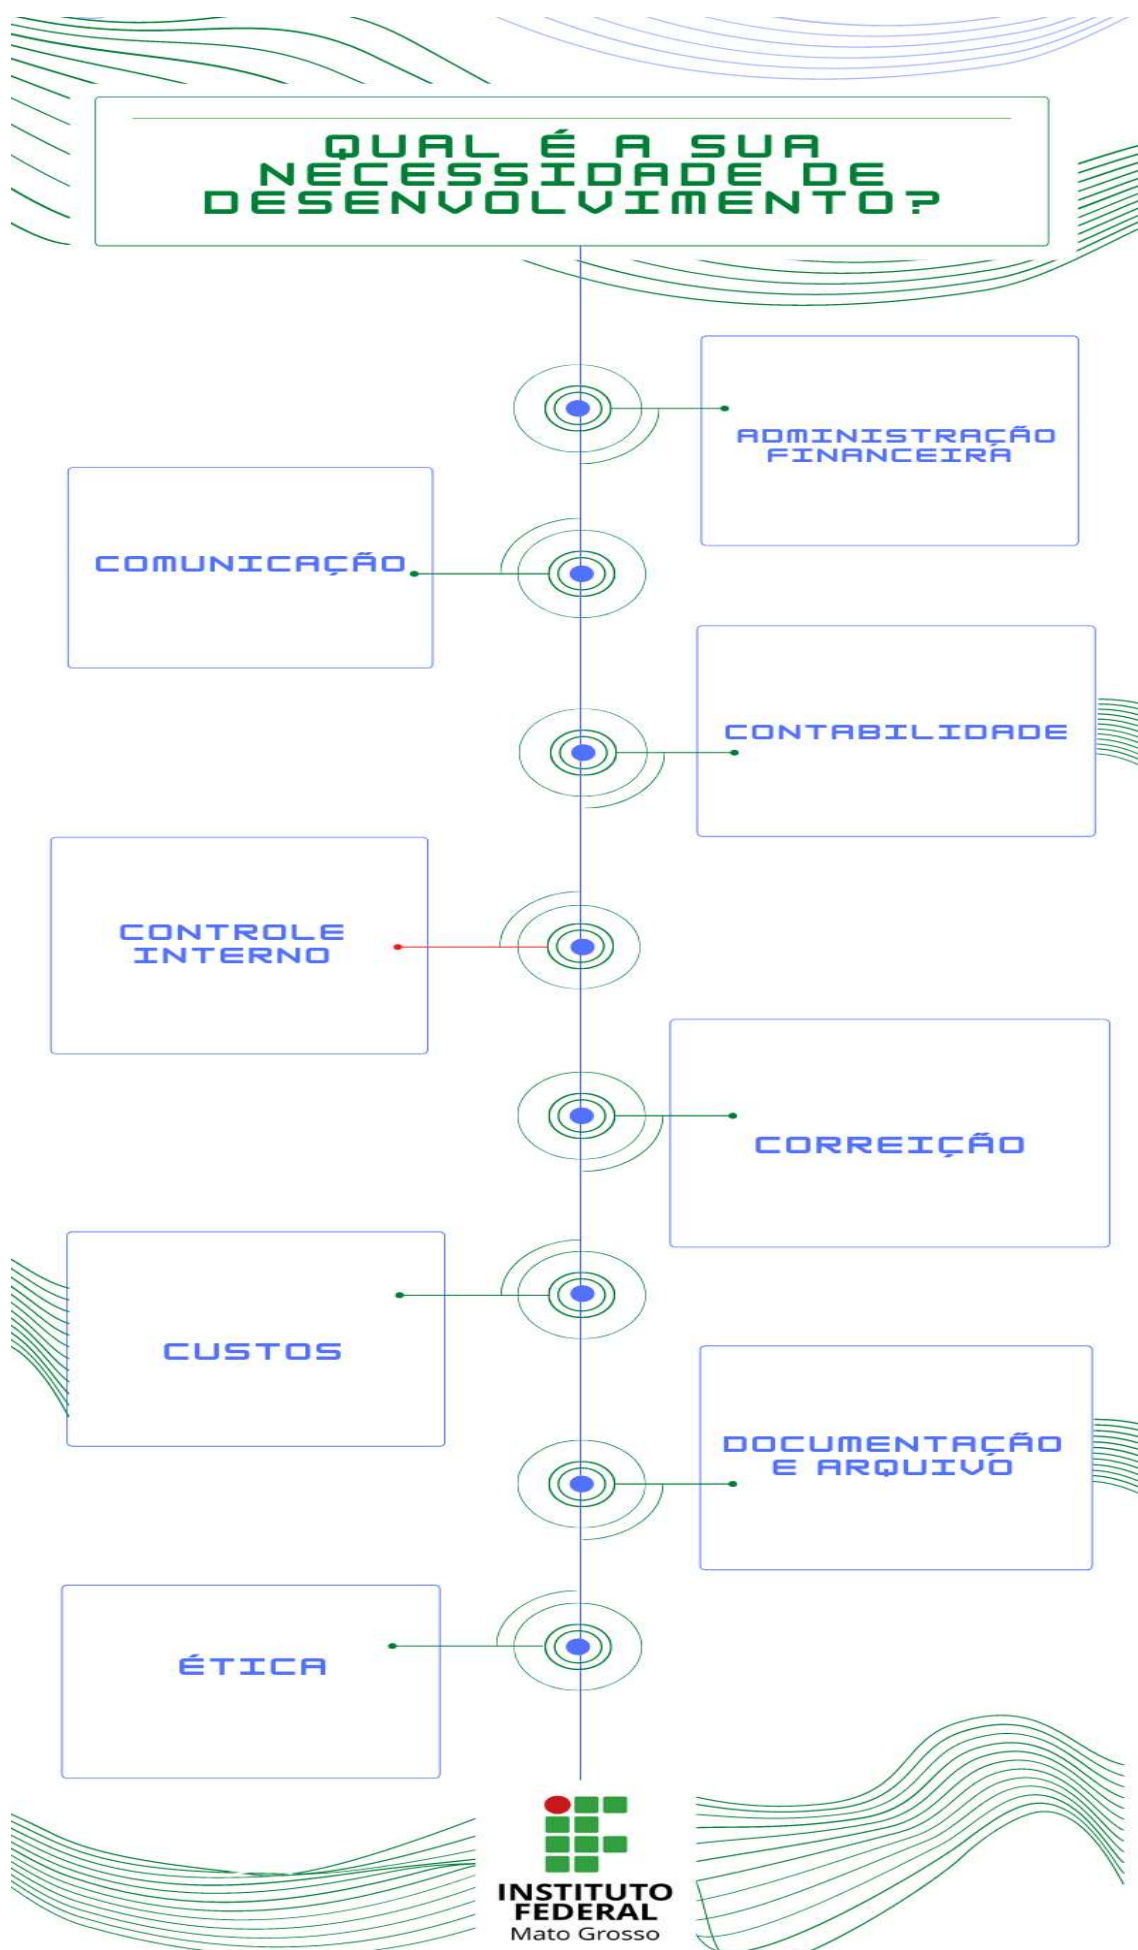 QUAL É A SUA
NECESSIDADE DE
DESENVOLVIMENTO?
ADMINISTRAÇÃO
FINANCEIRA
COMUNICAÇÃO
CONTABILIDADE
CONTROLE
INTERNO
CORREIÇÃO
CUSTOS
DOCUMENTAÇÃO
E ARQUIVO
ÉTICA
INSTITUTO
FEDERAL
Mato Grosso